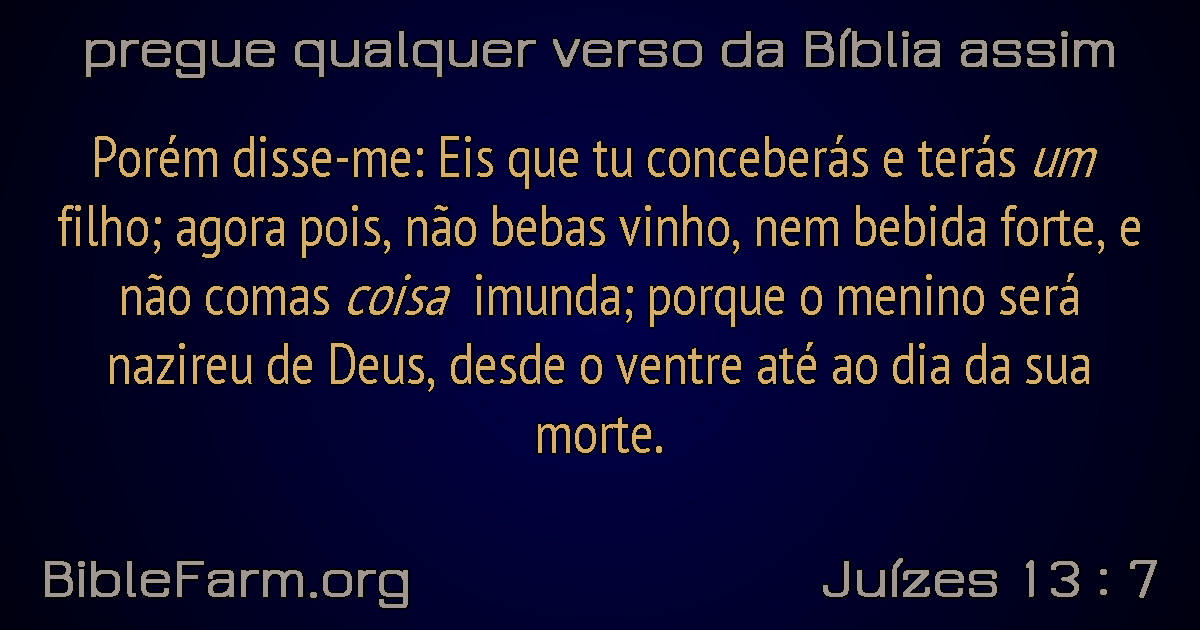 pregue qualquer verso da Bíblia assim
Porém disse-me: Eis que tu conceberás e terás um
filho; agora pois, não bebas vinho, nem bebida forte, e
não comas coisa imunda; porque o menino será
nazireu de Deus, desde o ventre até ao dia da sua
morte.
BibleFarm.org
Juízes 13 : 7